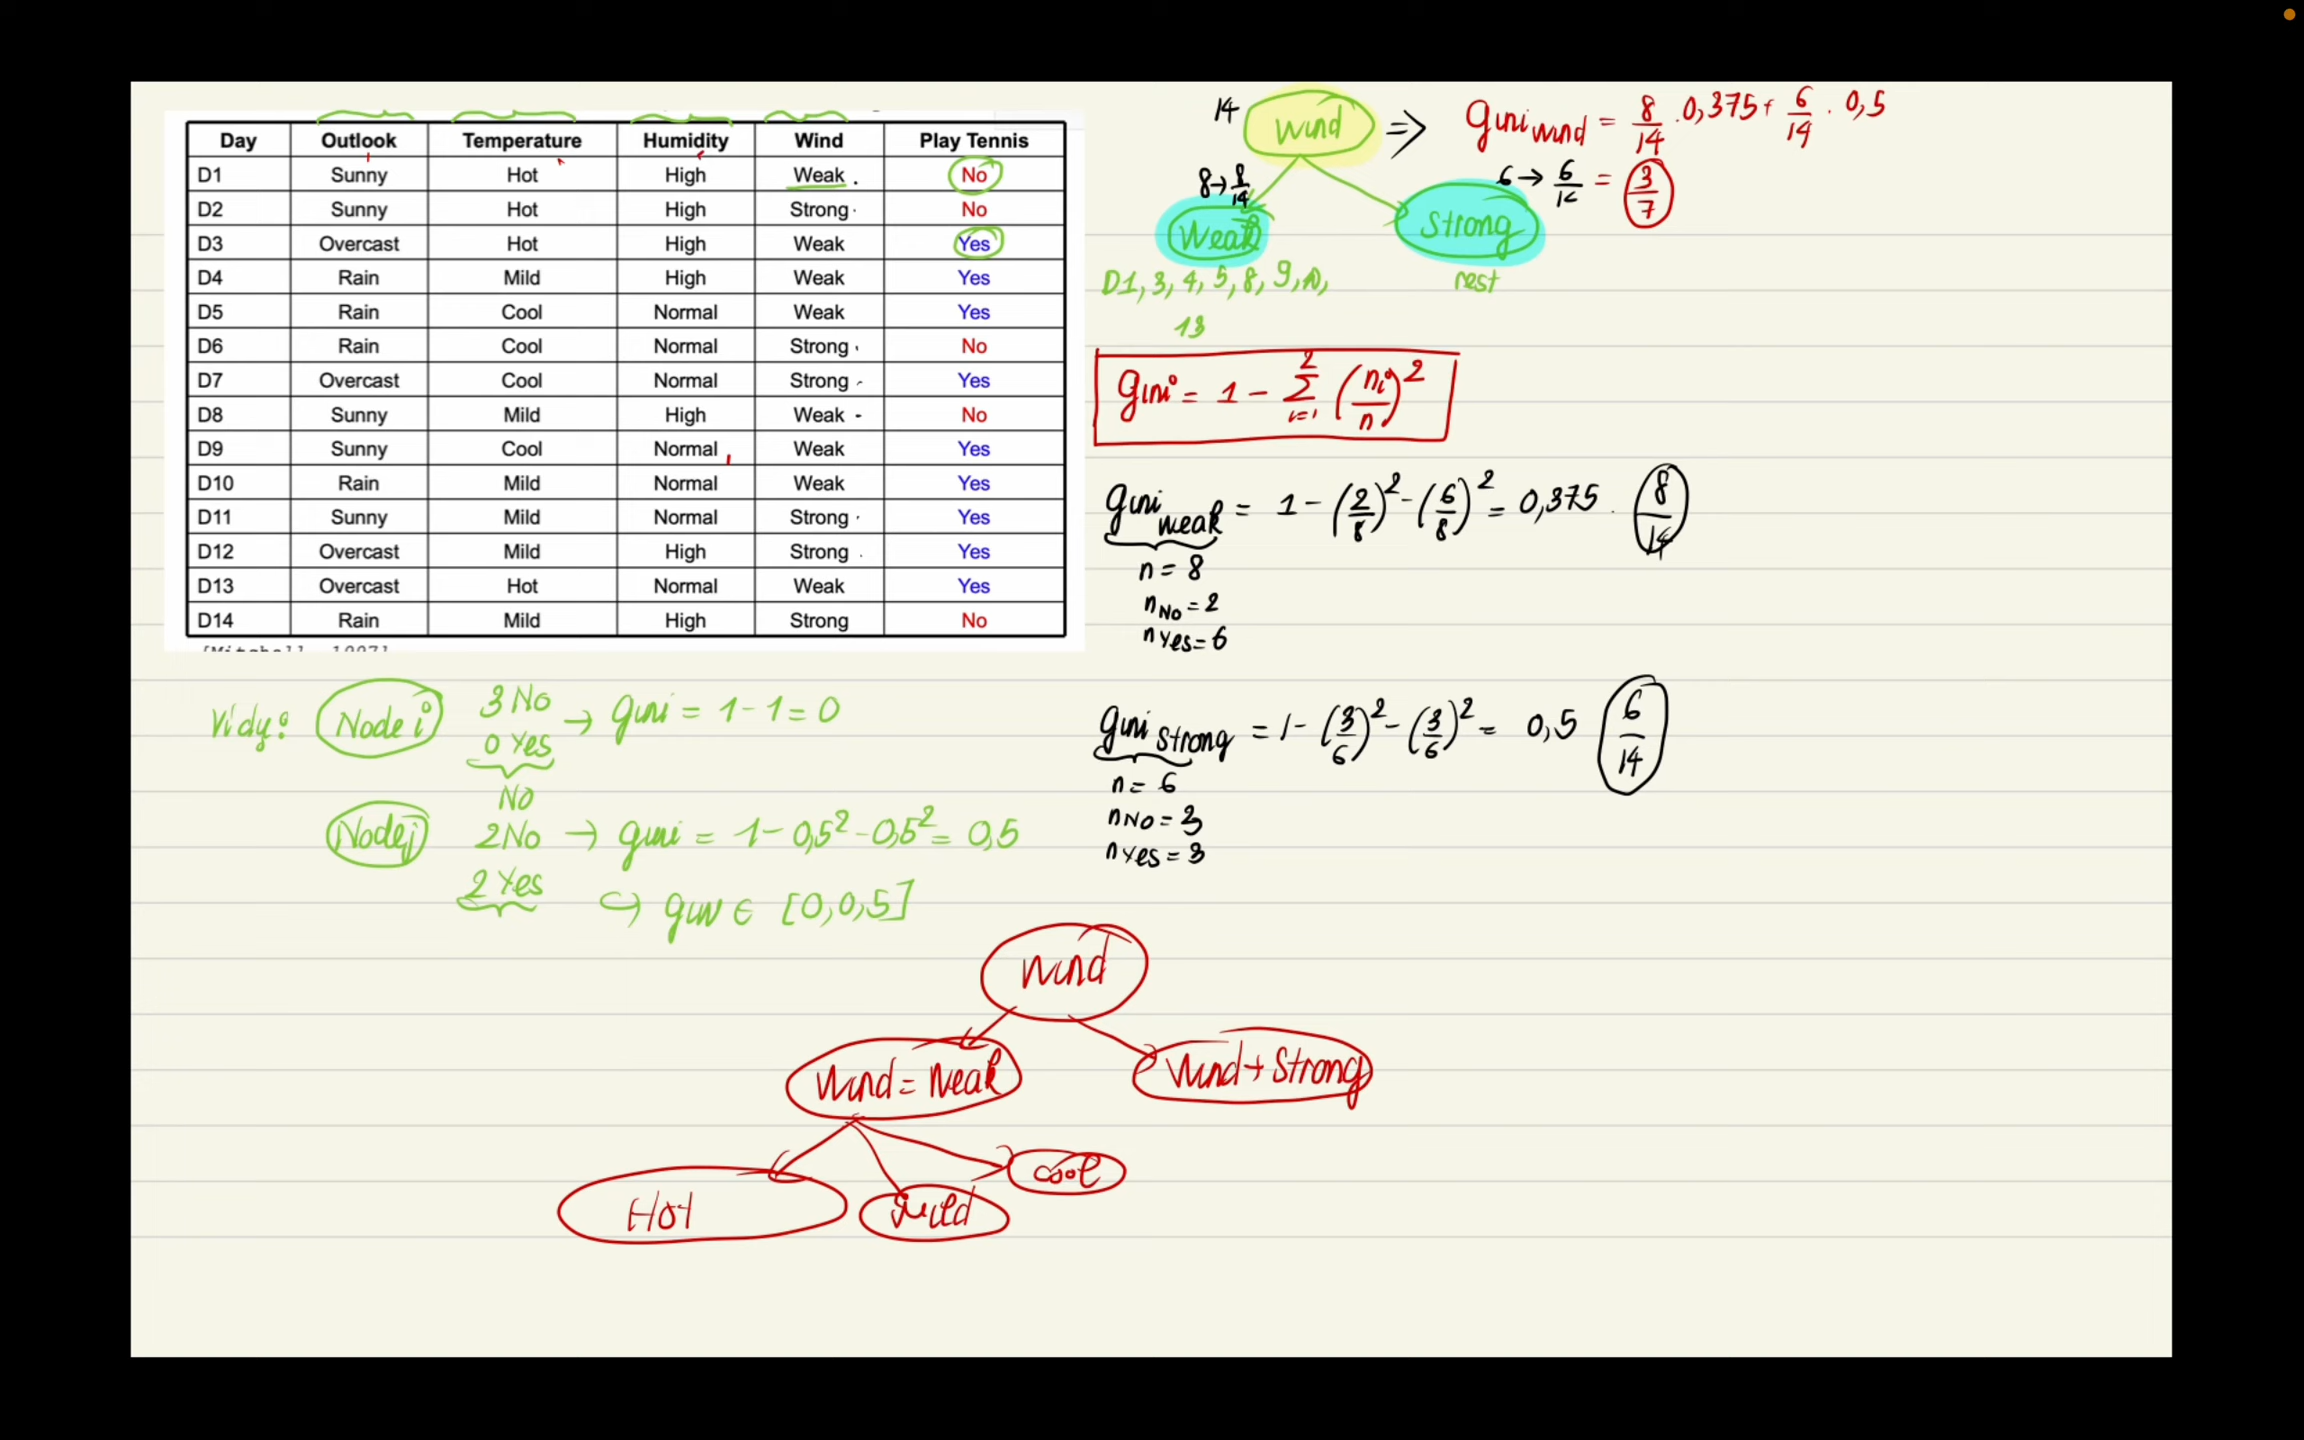 Day Outlook Temperature Humidity Wind Play Tennis
D1 Sunny Hot High Weak No
D2 Sunny Hot High Strong No
D3 Overcast Hot High Weak Yes
D4 Rain Mild High Weak Yes
D5 Rain Cool Normal Weak Yes
D6 Rain Cool Normal Strong No
D7 Overcast Cool Normal Strong Yes
D8 Sunny Mild High Weak No
D9 Sunny Cool Normal Weak Yes
D10 Rain Mild Normal Weak Yes
D11 Sunny Mild Normal Strong Yes
D12 Overcast Mild High Strong Yes
D13 Overcast Hot Normal Weak Yes
D14 Rain Mild High Strong No
14 Wind => gini wind = 8/14 . 0,375 + 6/14 . 0,5
8 → 8/14 6 → 6/14 = 3/7
Weak Strong
D1, 3, 4, 5, 8, 9, 10, rest
13
gini = 1 - Σ (i=1, 2) (ni/n)²
gini weak = 1 - (2/8)² - (6/8)² = 0,375 . 8/14
n = 8
n No = 2
n Yes = 6
gini strong = 1 - (3/6)² - (3/6)² = 0,5 6/14
n = 6
n No = 3
n Yes = 3
Vidụ: Node i 3 No → gini = 1 - 1 = 0
0 Yes
NO
Node j 2 No → gini = 1 - 0,5² - 0,5² = 0,5
2 Yes ↪ gini ∈ [0, 0,5]
Wind
Wind = Weak Wind + Strong
Hot Mild cool